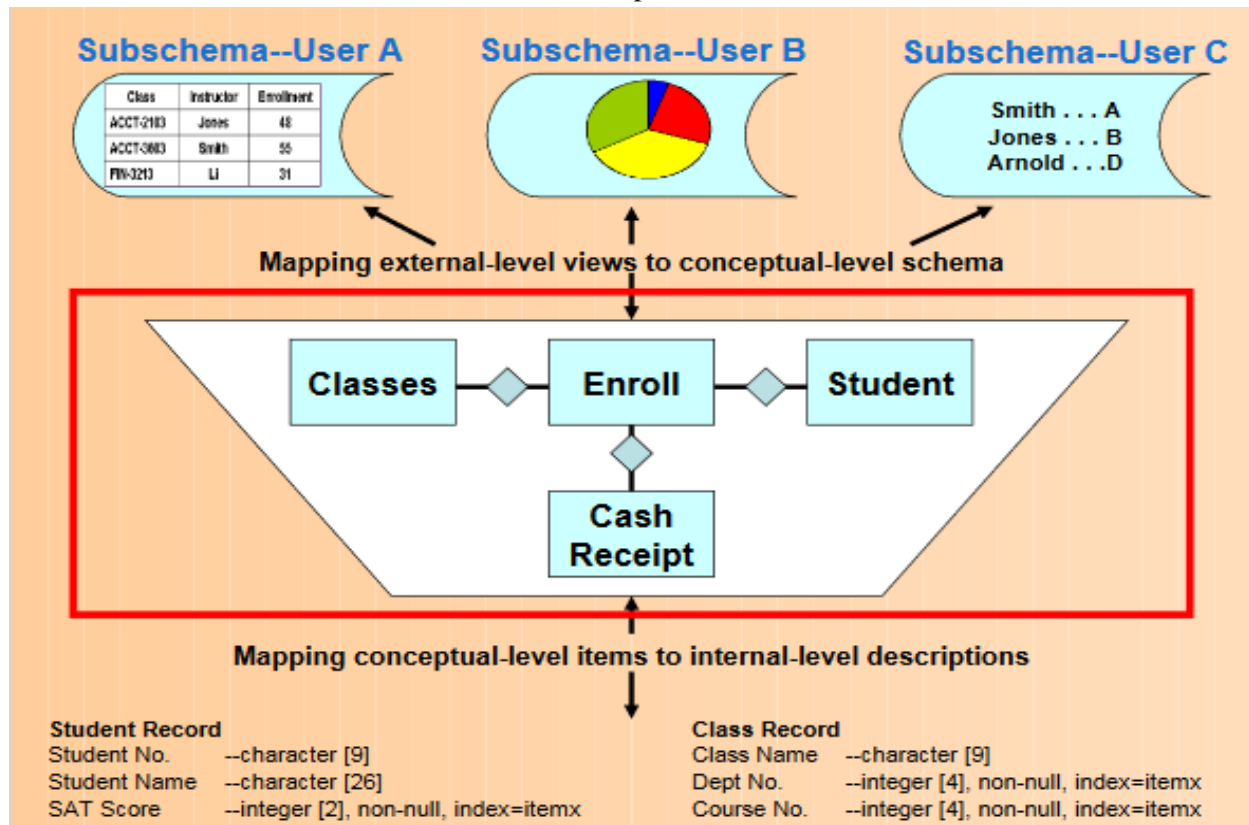 Subschema--User A
Subschema--User B
Subschema--User C
Class Instructor Enrollment
ACCT-2103 Jones 48
ACCT-3603 Smith 55
FIN-3213 Li 31
Smith . . . A
Jones . . . B
Arnold . . .D
Mapping external-level views to conceptual-level schema
Classes
Enroll
Student
Cash
Receipt
Mapping conceptual-level items to internal-level descriptions
Student Record
Student No. --character [9]
Student Name --character [26]
SAT Score --integer [2], non-null, index=itemx
Class Record
Class Name --character [9]
Dept No. --integer [4], non-null, index=itemx
Course No. --integer [4], non-null, index=itemx